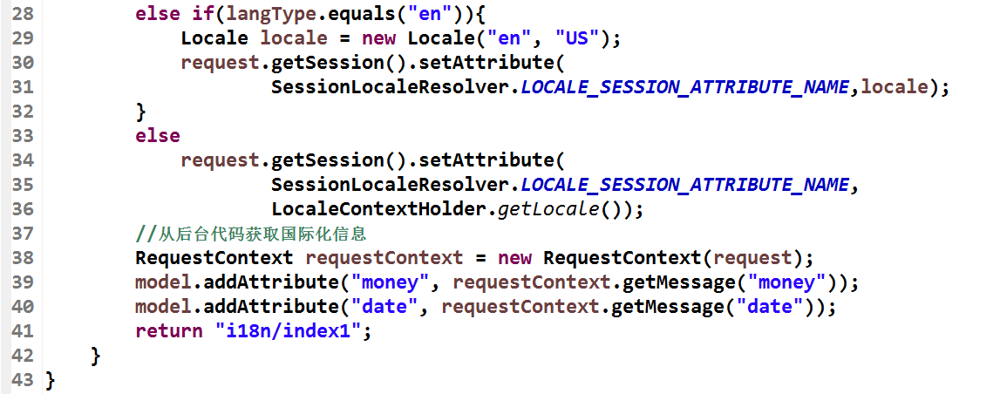 28 else if(langType.equals("en")){
29 Locale locale = new Locale("en", "US");
30 request.getSession().setAttribute(
31 SessionLocaleResolver.LOCALE_SESSION_ATTRIBUTE_NAME,locale);
32 }
33 else
34 request.getSession().setAttribute(
35 SessionLocaleResolver.LOCALE_SESSION_ATTRIBUTE_NAME,
36 LocaleContextHolder.getLocale());
37 //从后台代码获取国际化信息
38 RequestContext requestContext = new RequestContext(request);
39 model.addAttribute("money", requestContext.getMessage("money"));
40 model.addAttribute("date", requestContext.getMessage("date"));
41 return "i18n/index1";
42 }
43 }